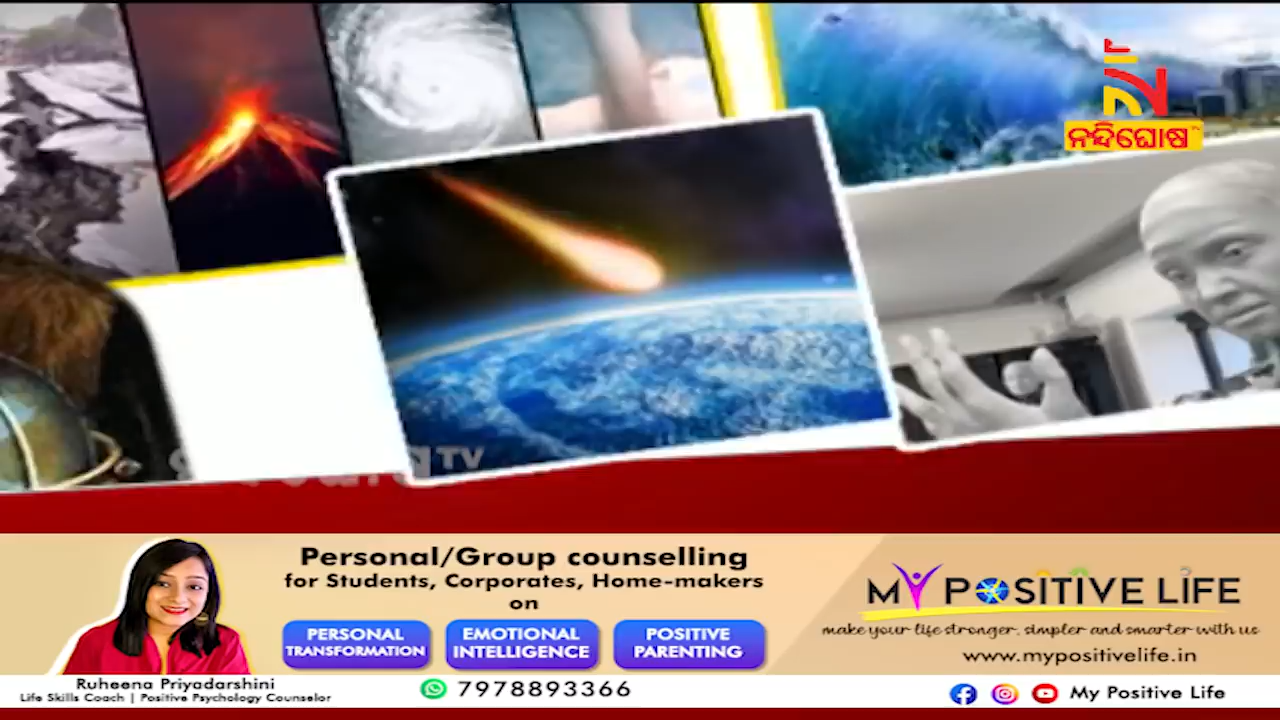 ନନ୍ଦିଘୋଷ TV
TV
Personal/Group counselling
for Students, Corporates, Home-makers
on
PERSONAL
TRANSFORMATION
EMOTIONAL
INTELLIGENCE
POSITIVE
PARENTING
MY POSITIVE LIFE
make your life stronger, simpler and smarter with us
www.mypositivelife.in
Ruheena Priyadarshini
Life Skills Coach | Positive Psychology Counselor
7978893366
My Positive Life